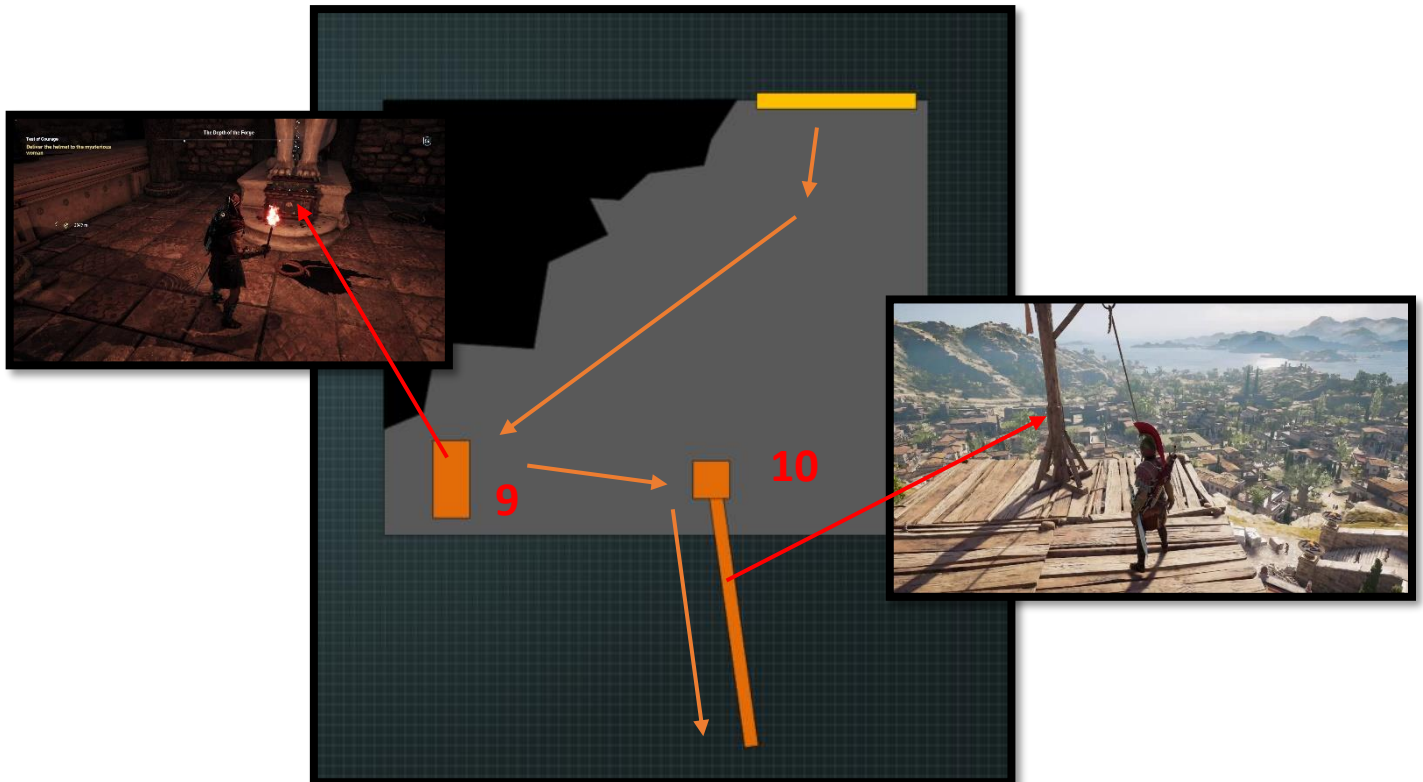 The Depth of the Forge
Test of Courage
Deliver the helmet to the mysterious
woman
9
10